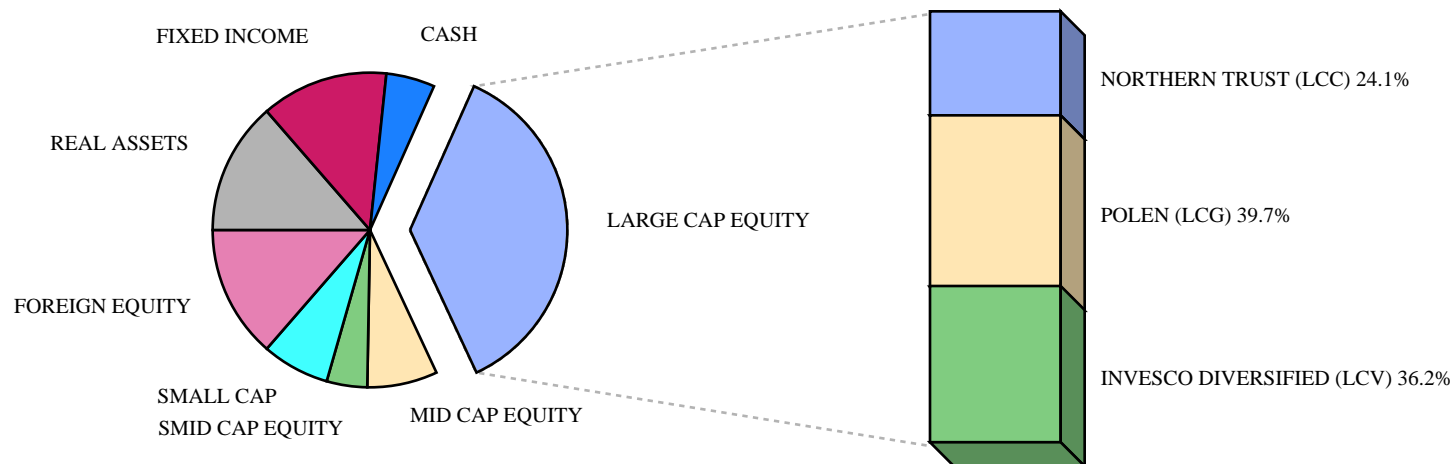 FIXED INCOME
CASH
REAL ASSETS
LARGE CAP EQUITY
FOREIGN EQUITY
SMALL CAP
SMID CAP EQUITY
MID CAP EQUITY
NORTHERN TRUST (LCC) 24.1%
POLEN (LCG) 39.7%
INVESCO DIVERSIFIED (LCV) 36.2%